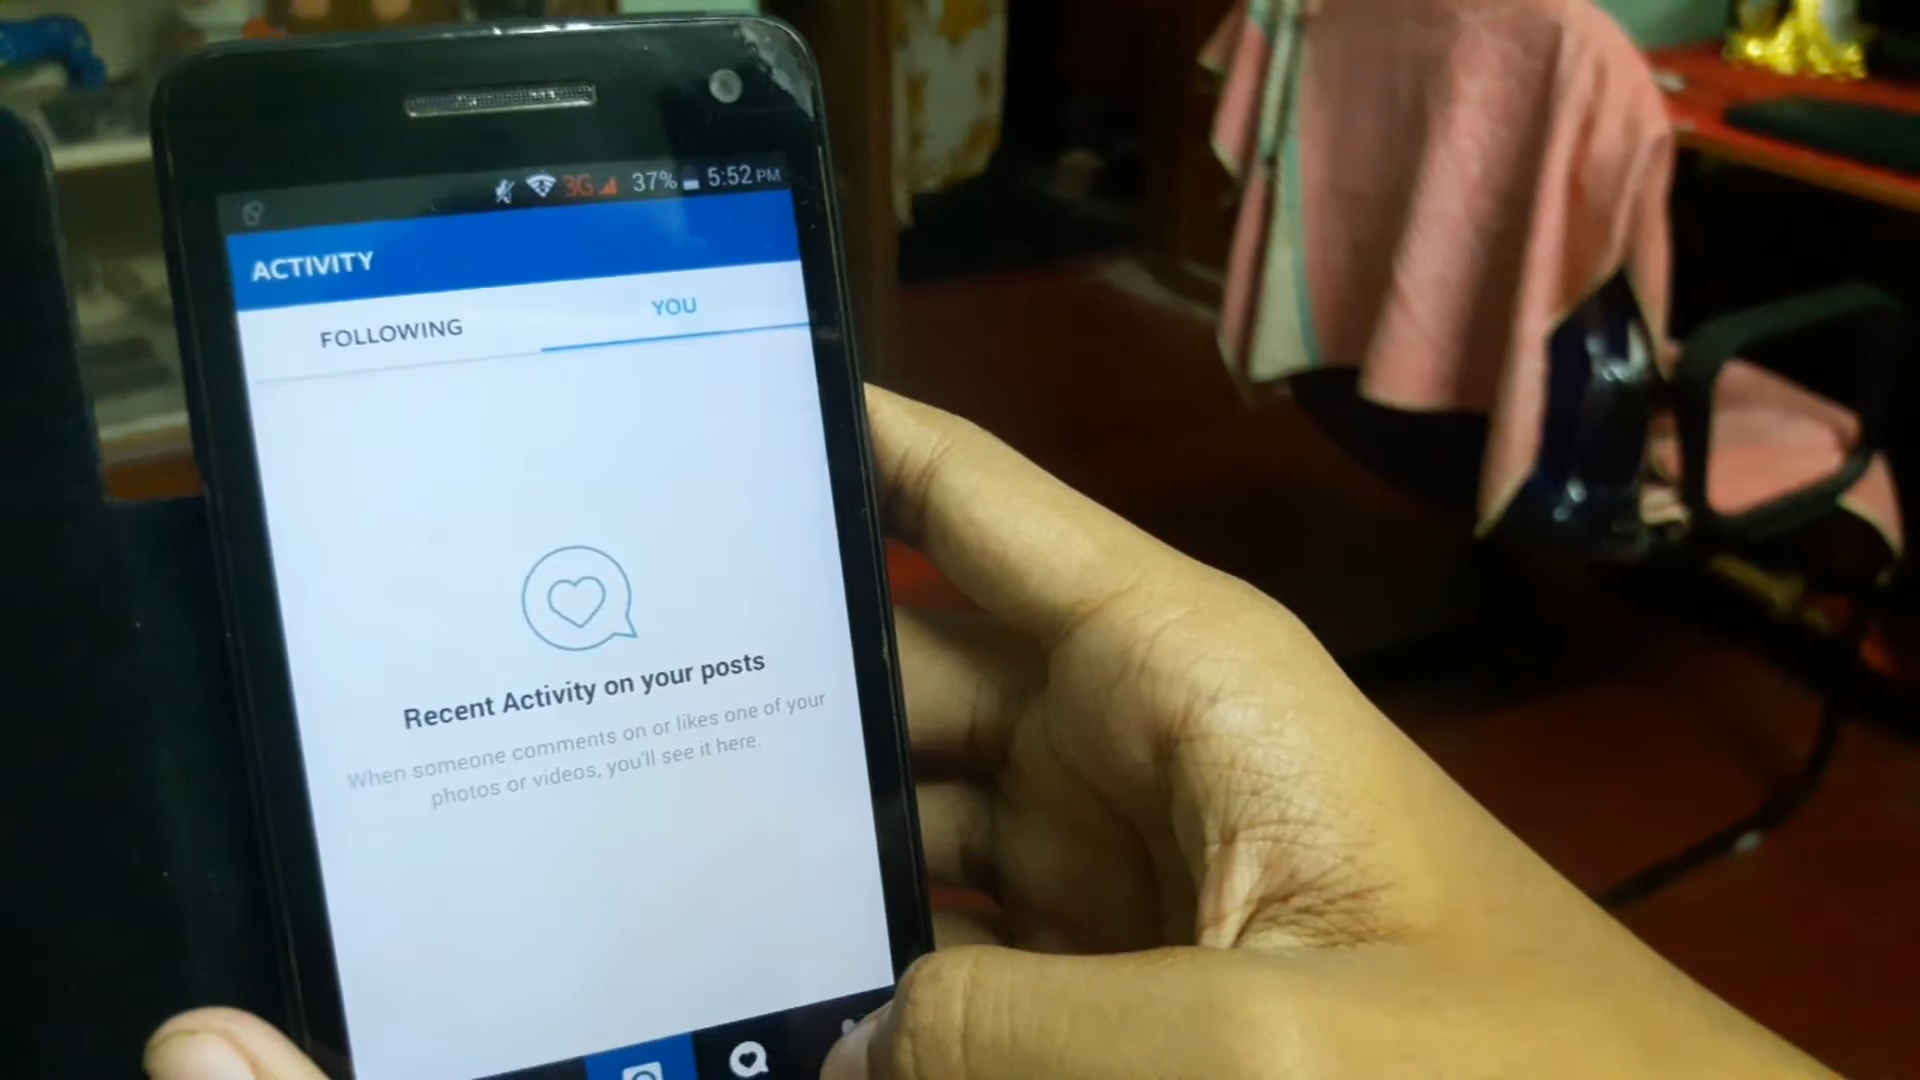 3G 37% 5:52 PM
ACTIVITY
FOLLOWING
YOU
Recent Activity on your posts
When someone comments on or likes one of your
photos or videos, you'll see it here.